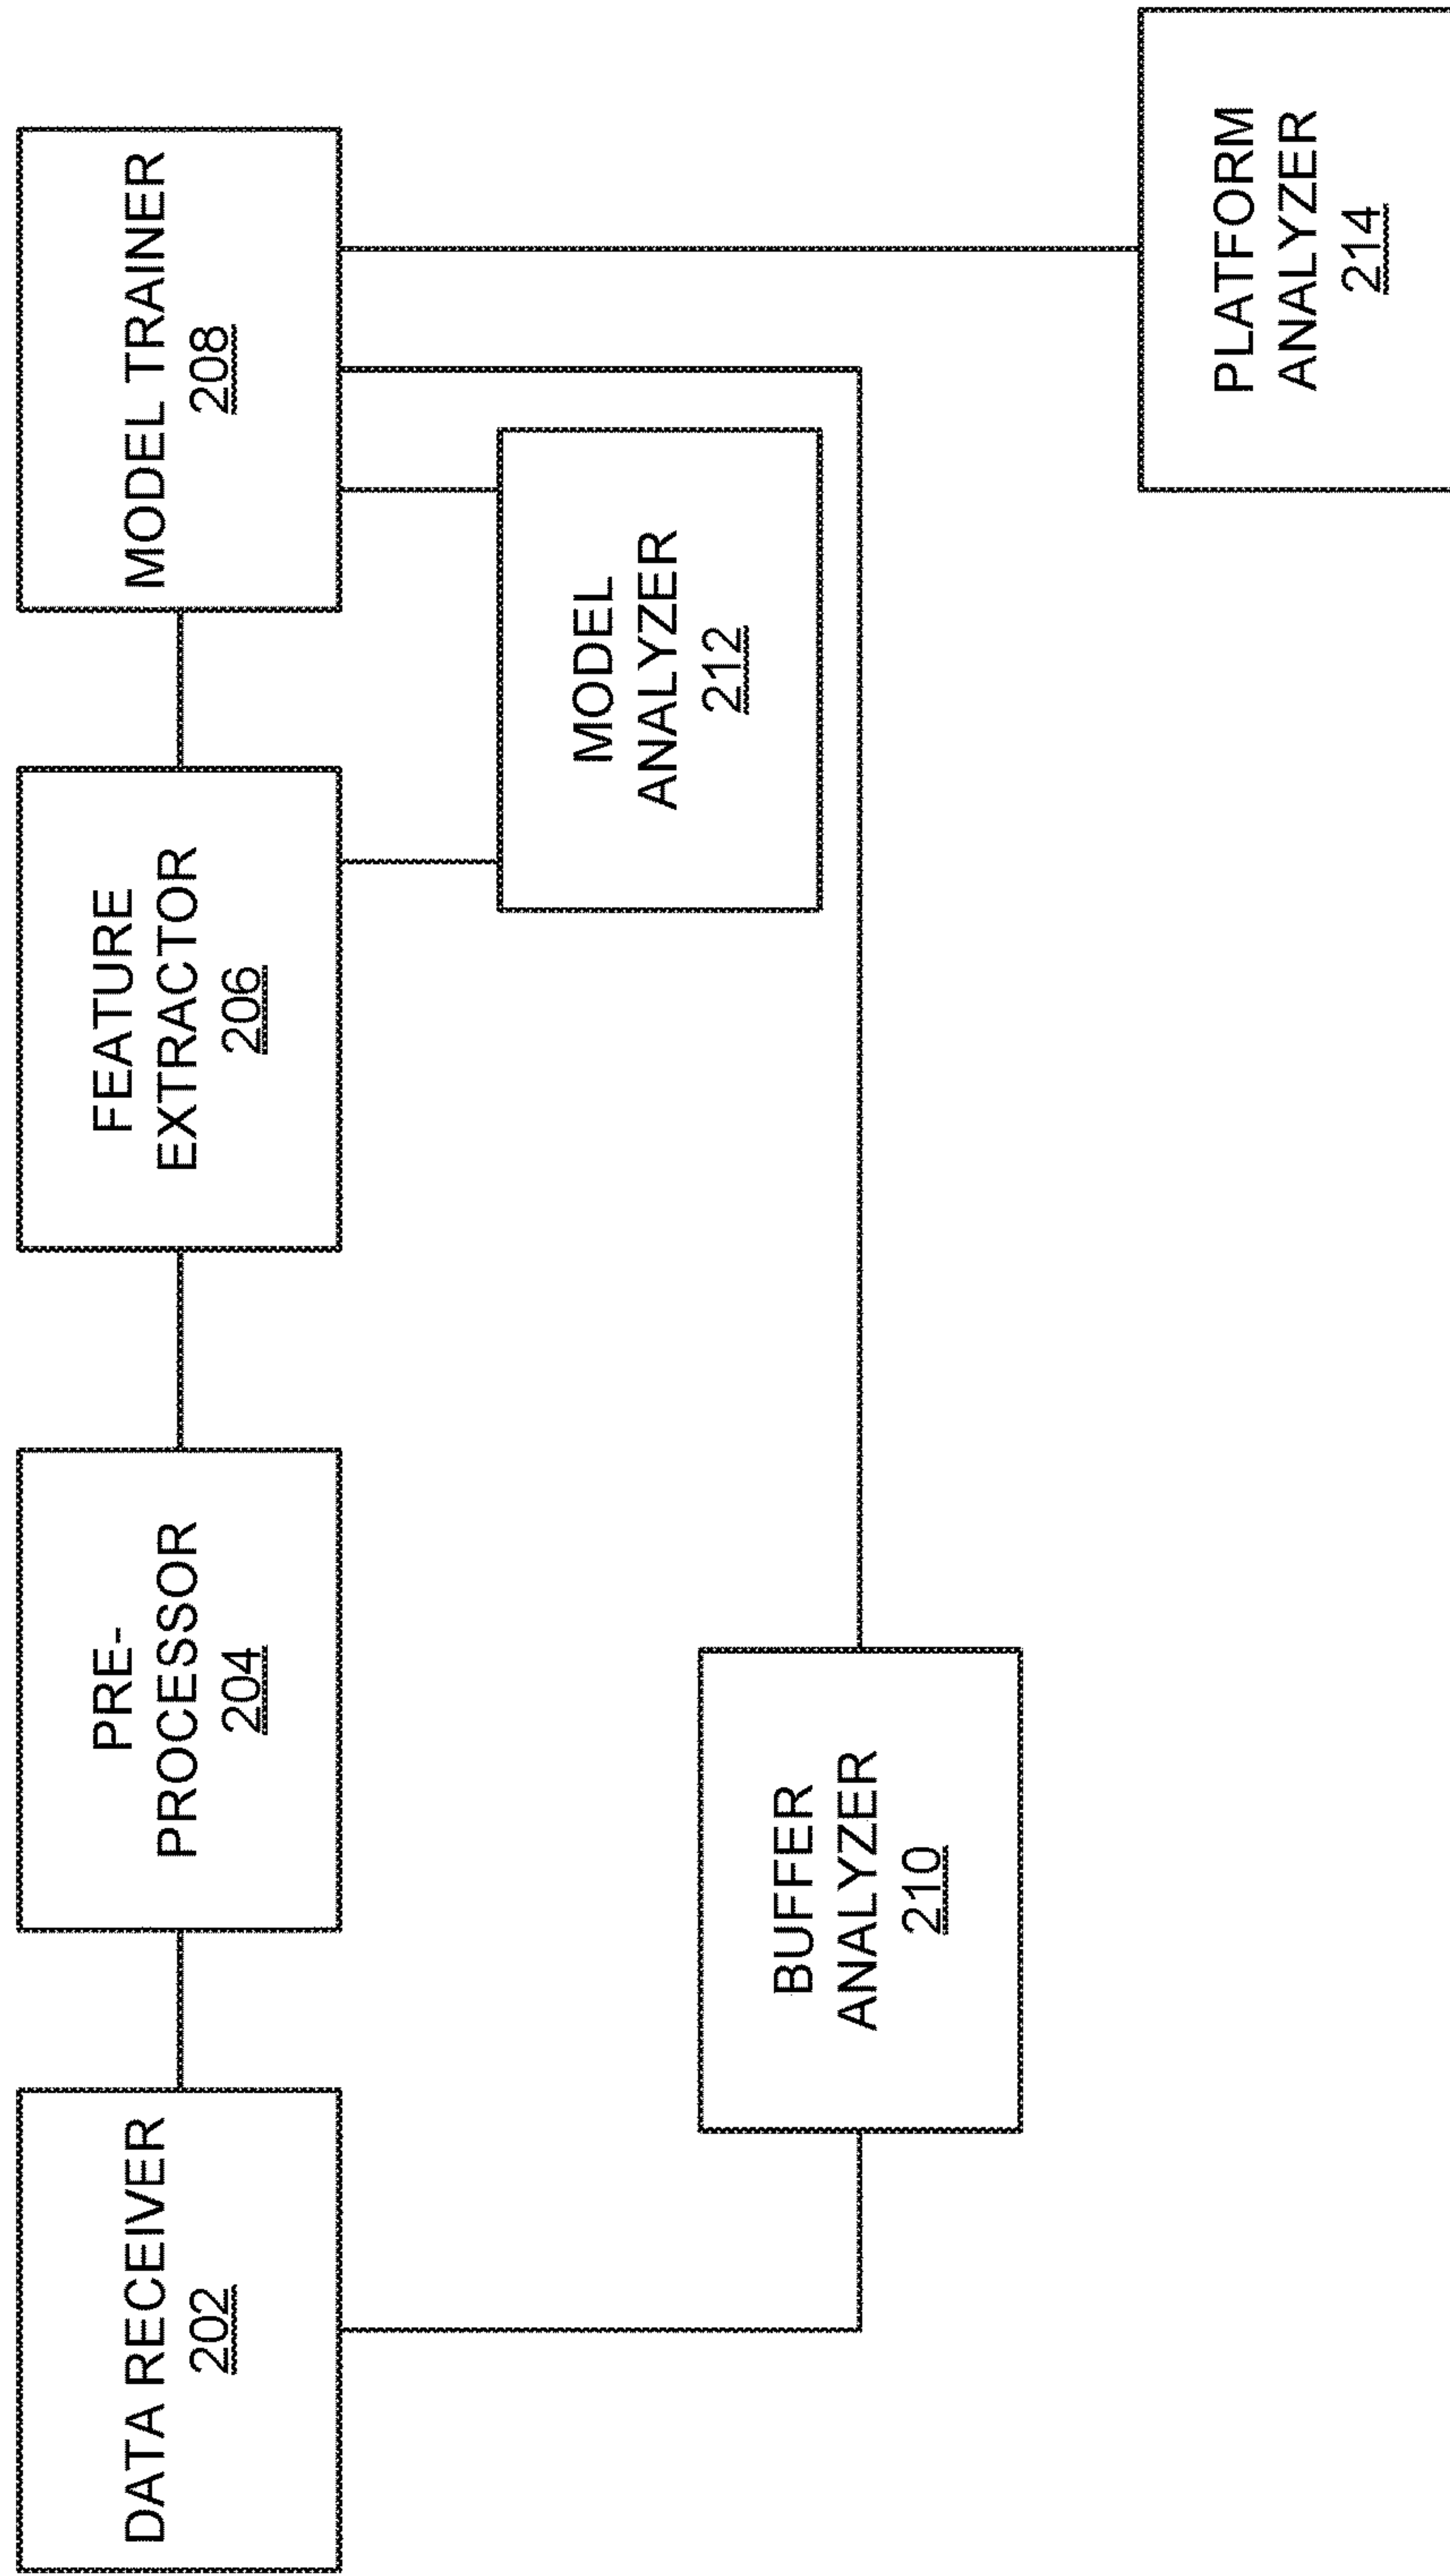 DATA RECEIVER
202
PRE-
PROCESSOR
204
FEATURE
EXTRACTOR
206
MODEL TRAINER
208
BUFFER
ANALYZER
210
MODEL
ANALYZER
212
PLATFORM
ANALYZER
214